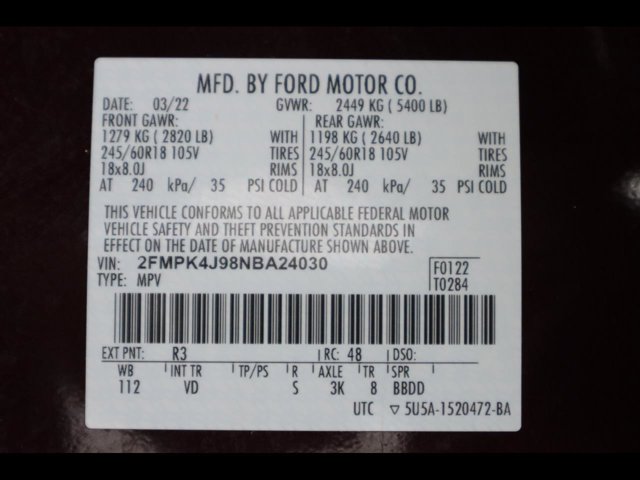 MFD. BY FORD MOTOR CO.
DATE: 03/22 GVWR: 2449 KG ( 5400 LB)
FRONT GAWR: REAR GAWR:
1279 KG ( 2820 LB) WITH 1198 KG ( 2640 LB) WITH
245/60R18 105V TIRES 245/60R18 105V TIRES
18x8.0J RIMS 18x8.0J RIMS
AT 240 kPa/ 35 PSI COLD AT 240 kPa/ 35 PSI COLD
THIS VEHICLE CONFORMS TO ALL APPLICABLE FEDERAL MOTOR
VEHICLE SAFETY AND THEFT PREVENTION STANDARDS IN
EFFECT ON THE DATE OF MANUFACTURE SHOWN ABOVE.
VIN: 2FMPK4J98NBA24030 F0122
TYPE: MPV T0284
EXT PNT: R3 RC: 48 DSO:
WB INT TR TP/PS R AXLE TR SPR
112 VD S 3K 8 BBDD
UTC ▽ 5U5A-1520472-BA